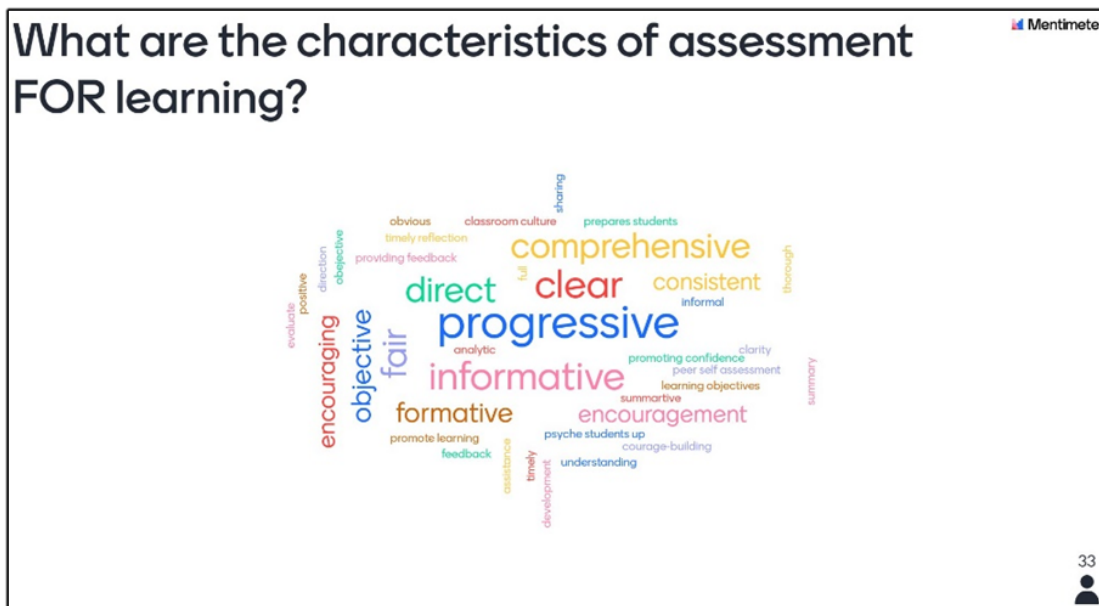 What are the characteristics of assessment
FOR learning?
Mentimete
sharing
obvious
classroom culture
prepares students
timely reflection
comprehensive
providing feedback
direction
obejective
full
clear
consistent
thorough
positive
direct
informal
evaluate
progressive
encouraging
objective
fair
analytic
clarity
promoting confidence
informative
peer self assessment
learning objectives
summary
summartive
formative
encouragement
promote learning
psyche students up
courage-building
feedback
assistance
timely
understanding
development
33